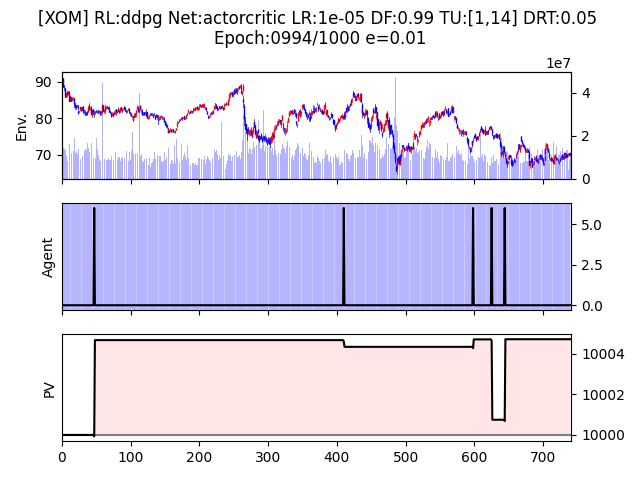 [XOM] RL:ddpg Net:actorcritic LR:1e-05 DF:0.99 TU:[1,14] DRT:0.05
Epoch:0994/1000 e=0.01
1e7
90
80
70
Env.
4
2
0
Agent
5.0
2.5
0.0
PV
10004
10002
10000
0 100 200 300 400 500 600 700